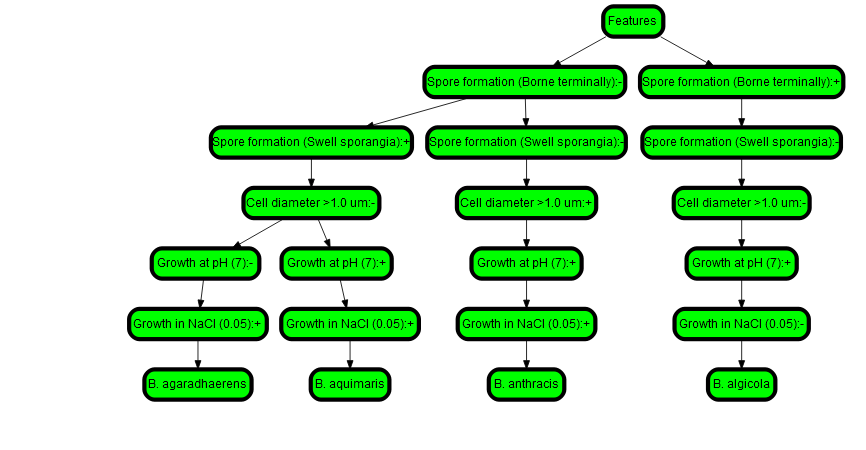 Features
Spore formation (Borne terminally):-
Spore formation (Borne terminally):+
Spore formation (Swell sporangia):+
Spore formation (Swell sporangia):-
Spore formation (Swell sporangia):-
Cell diameter >1.0 um:-
Cell diameter >1.0 um:+
Cell diameter >1.0 um:-
Growth at pH (7):-
Growth at pH (7):+
Growth at pH (7):+
Growth at pH (7):+
Growth in NaCl (0.05):+
Growth in NaCl (0.05):+
Growth in NaCl (0.05):+
Growth in NaCl (0.05):-
B. agaradhaerens
B. aquimaris
B. anthracis
B. algicola